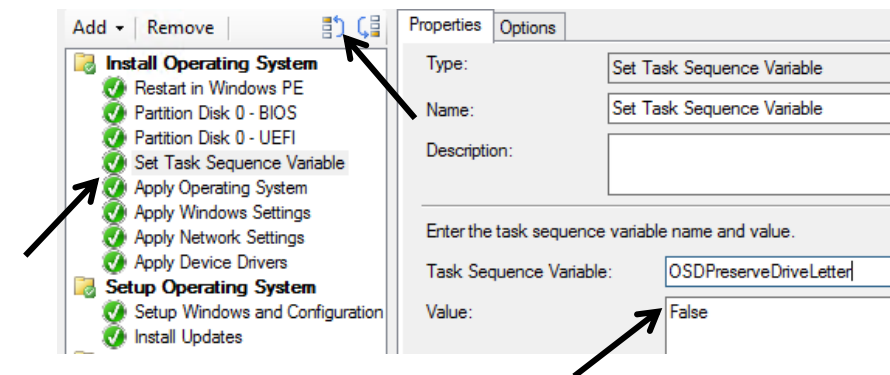 Add Remove
Install Operating System
Restart in Windows PE
Partition Disk 0 - BIOS
Partition Disk 0 - UEFI
Set Task Sequence Variable
Apply Operating System
Apply Windows Settings
Apply Network Settings
Apply Device Drivers
Setup Operating System
Setup Windows and Configuration
Install Updates
Properties Options
Type: Set Task Sequence Variable
Name: Set Task Sequence Variable
Description:
Enter the task sequence variable name and value.
Task Sequence Variable: OSDPreserveDriveLetter
Value: False